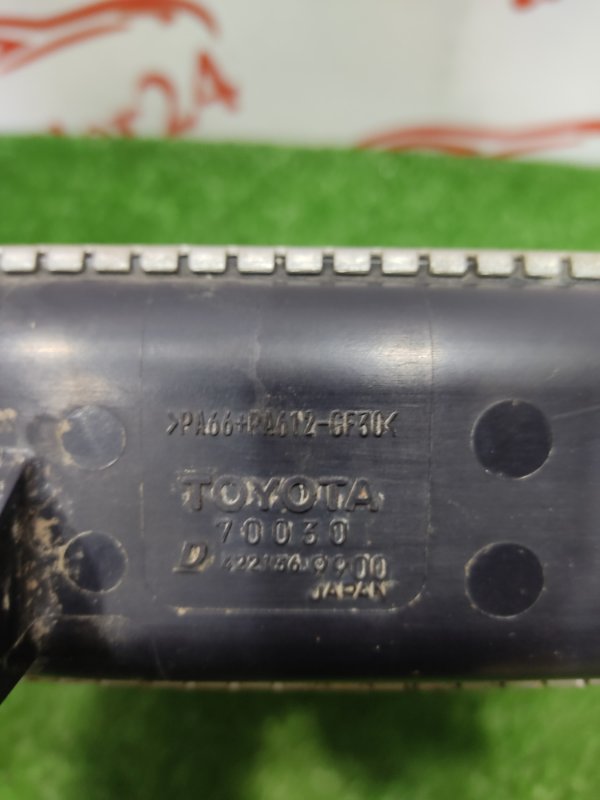 >PA66+PA612-GF30<
TOYOTA
70030
D 422136-9900
JAPAN